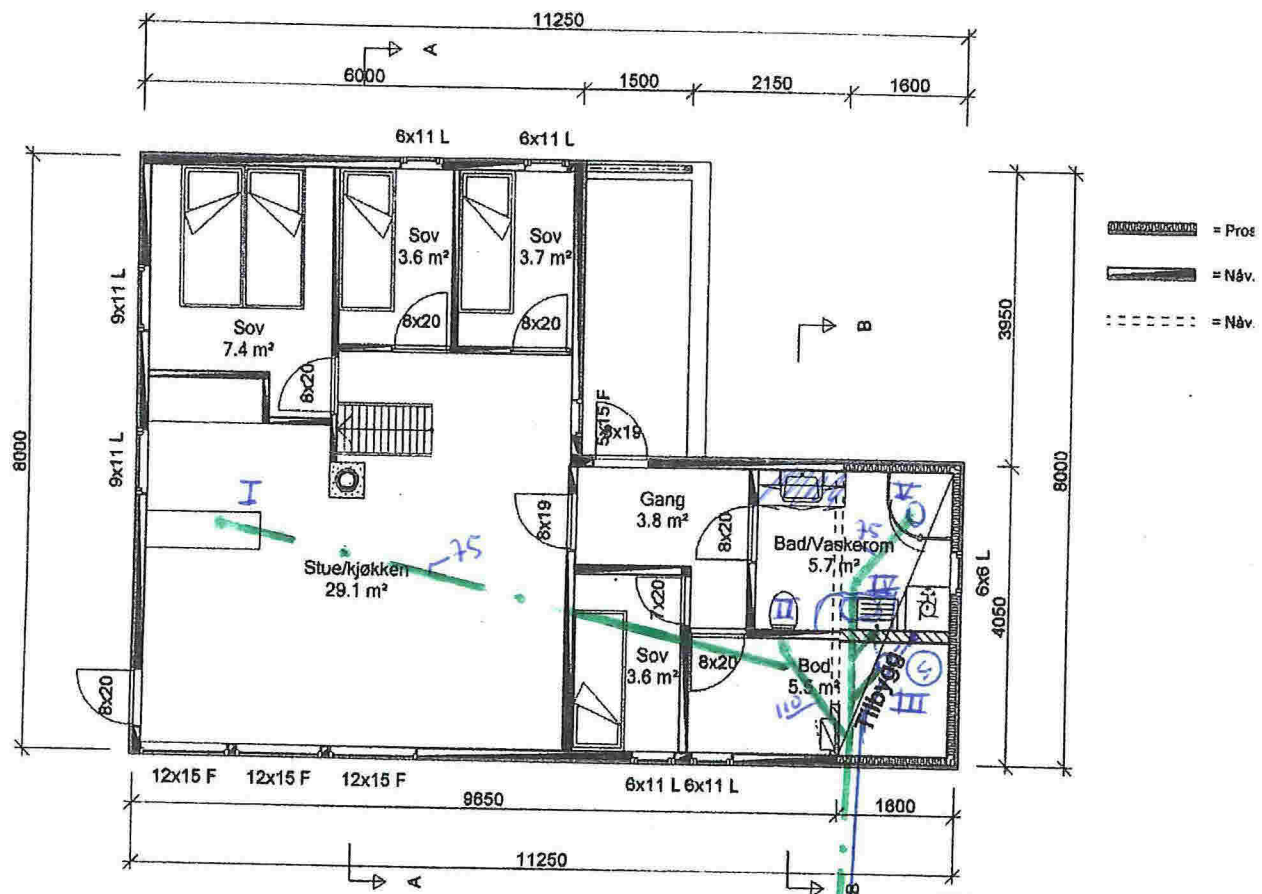 11250
A
6000
1500
2150
1600
6x11 L
6x11 L
8000
9x11 L
9x11 L
Sov
7.4 m²
Sov
3.6 m²
Sov
3.7 m²
8x20
8x20
8x20
B
3950
8000
= Pros
= Nåv.
= Nåv.
5x15 F
8x19
I
Stue/kjøkken
29.1 m²
75
8x19
Gang
3.8 m²
8x20
Bad/Vaskerom
5.7 m²
V
75
II
IV
6x6 L
4050
7x20
Sov
3.6 m²
8x20
Bod
5.5 m²
110
Tilbygg
S
III
8x20
12x15 F
12x15 F
12x15 F
6x11 L
6x11 L
9650
1600
11250
A
B